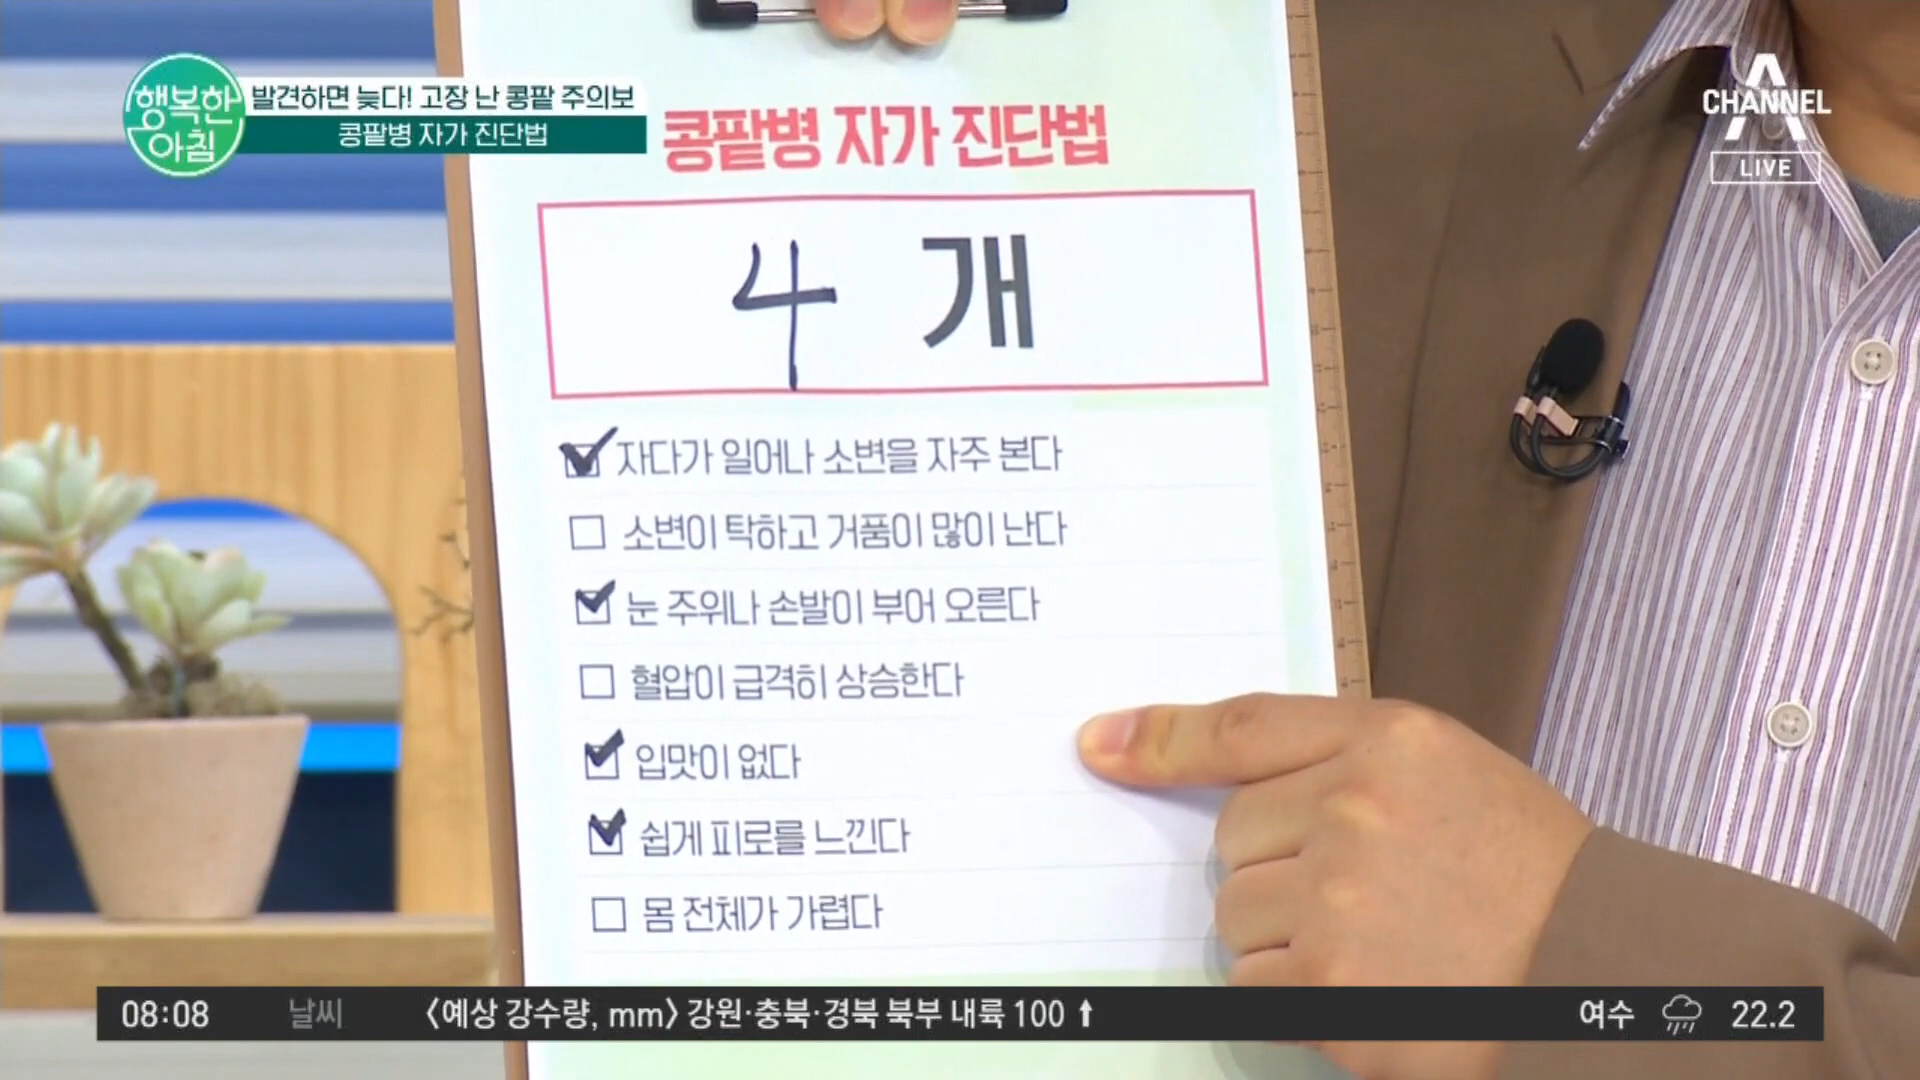 행복한
아침
발견하면 늦다! 고장 난 콩팥 주의보
콩팥병 자가 진단법
CHANNEL A
LIVE
콩팥병 자가 진단법
4 개
자다가 일어나 소변을 자주 본다
소변이 탁하고 거품이 많이 난다
눈 주위나 손발이 부어 오른다
혈압이 급격히 상승한다
입맛이 없다
쉽게 피로를 느낀다
몸 전체가 가렵다
08:08 날씨 〈예상 강수량, mm〉 강원·충북·경북 북부 내륙 100 ↑ 여수 22.2